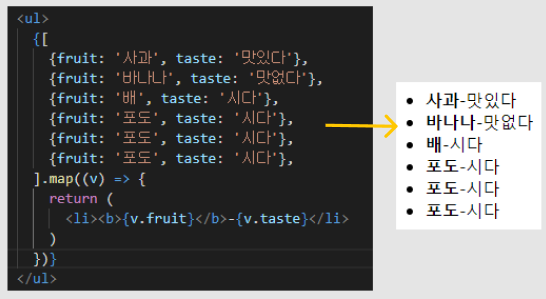 <ul>
{[
{fruit: '사과', taste: '맛있다'},
{fruit: '바나나', taste: '맛없다'},
{fruit: '배', taste: '시다'},
{fruit: '포도', taste: '시다'},
{fruit: '포도', taste: '시다'},
{fruit: '포도', taste: '시다'},
].map((v) => {
return (
<li><b>{v.fruit}</b>-{v.taste}</li>
)
})}
</ul>
• 사과-맛있다
• 바나나-맛없다
• 배-시다
• 포도-시다
• 포도-시다
• 포도-시다